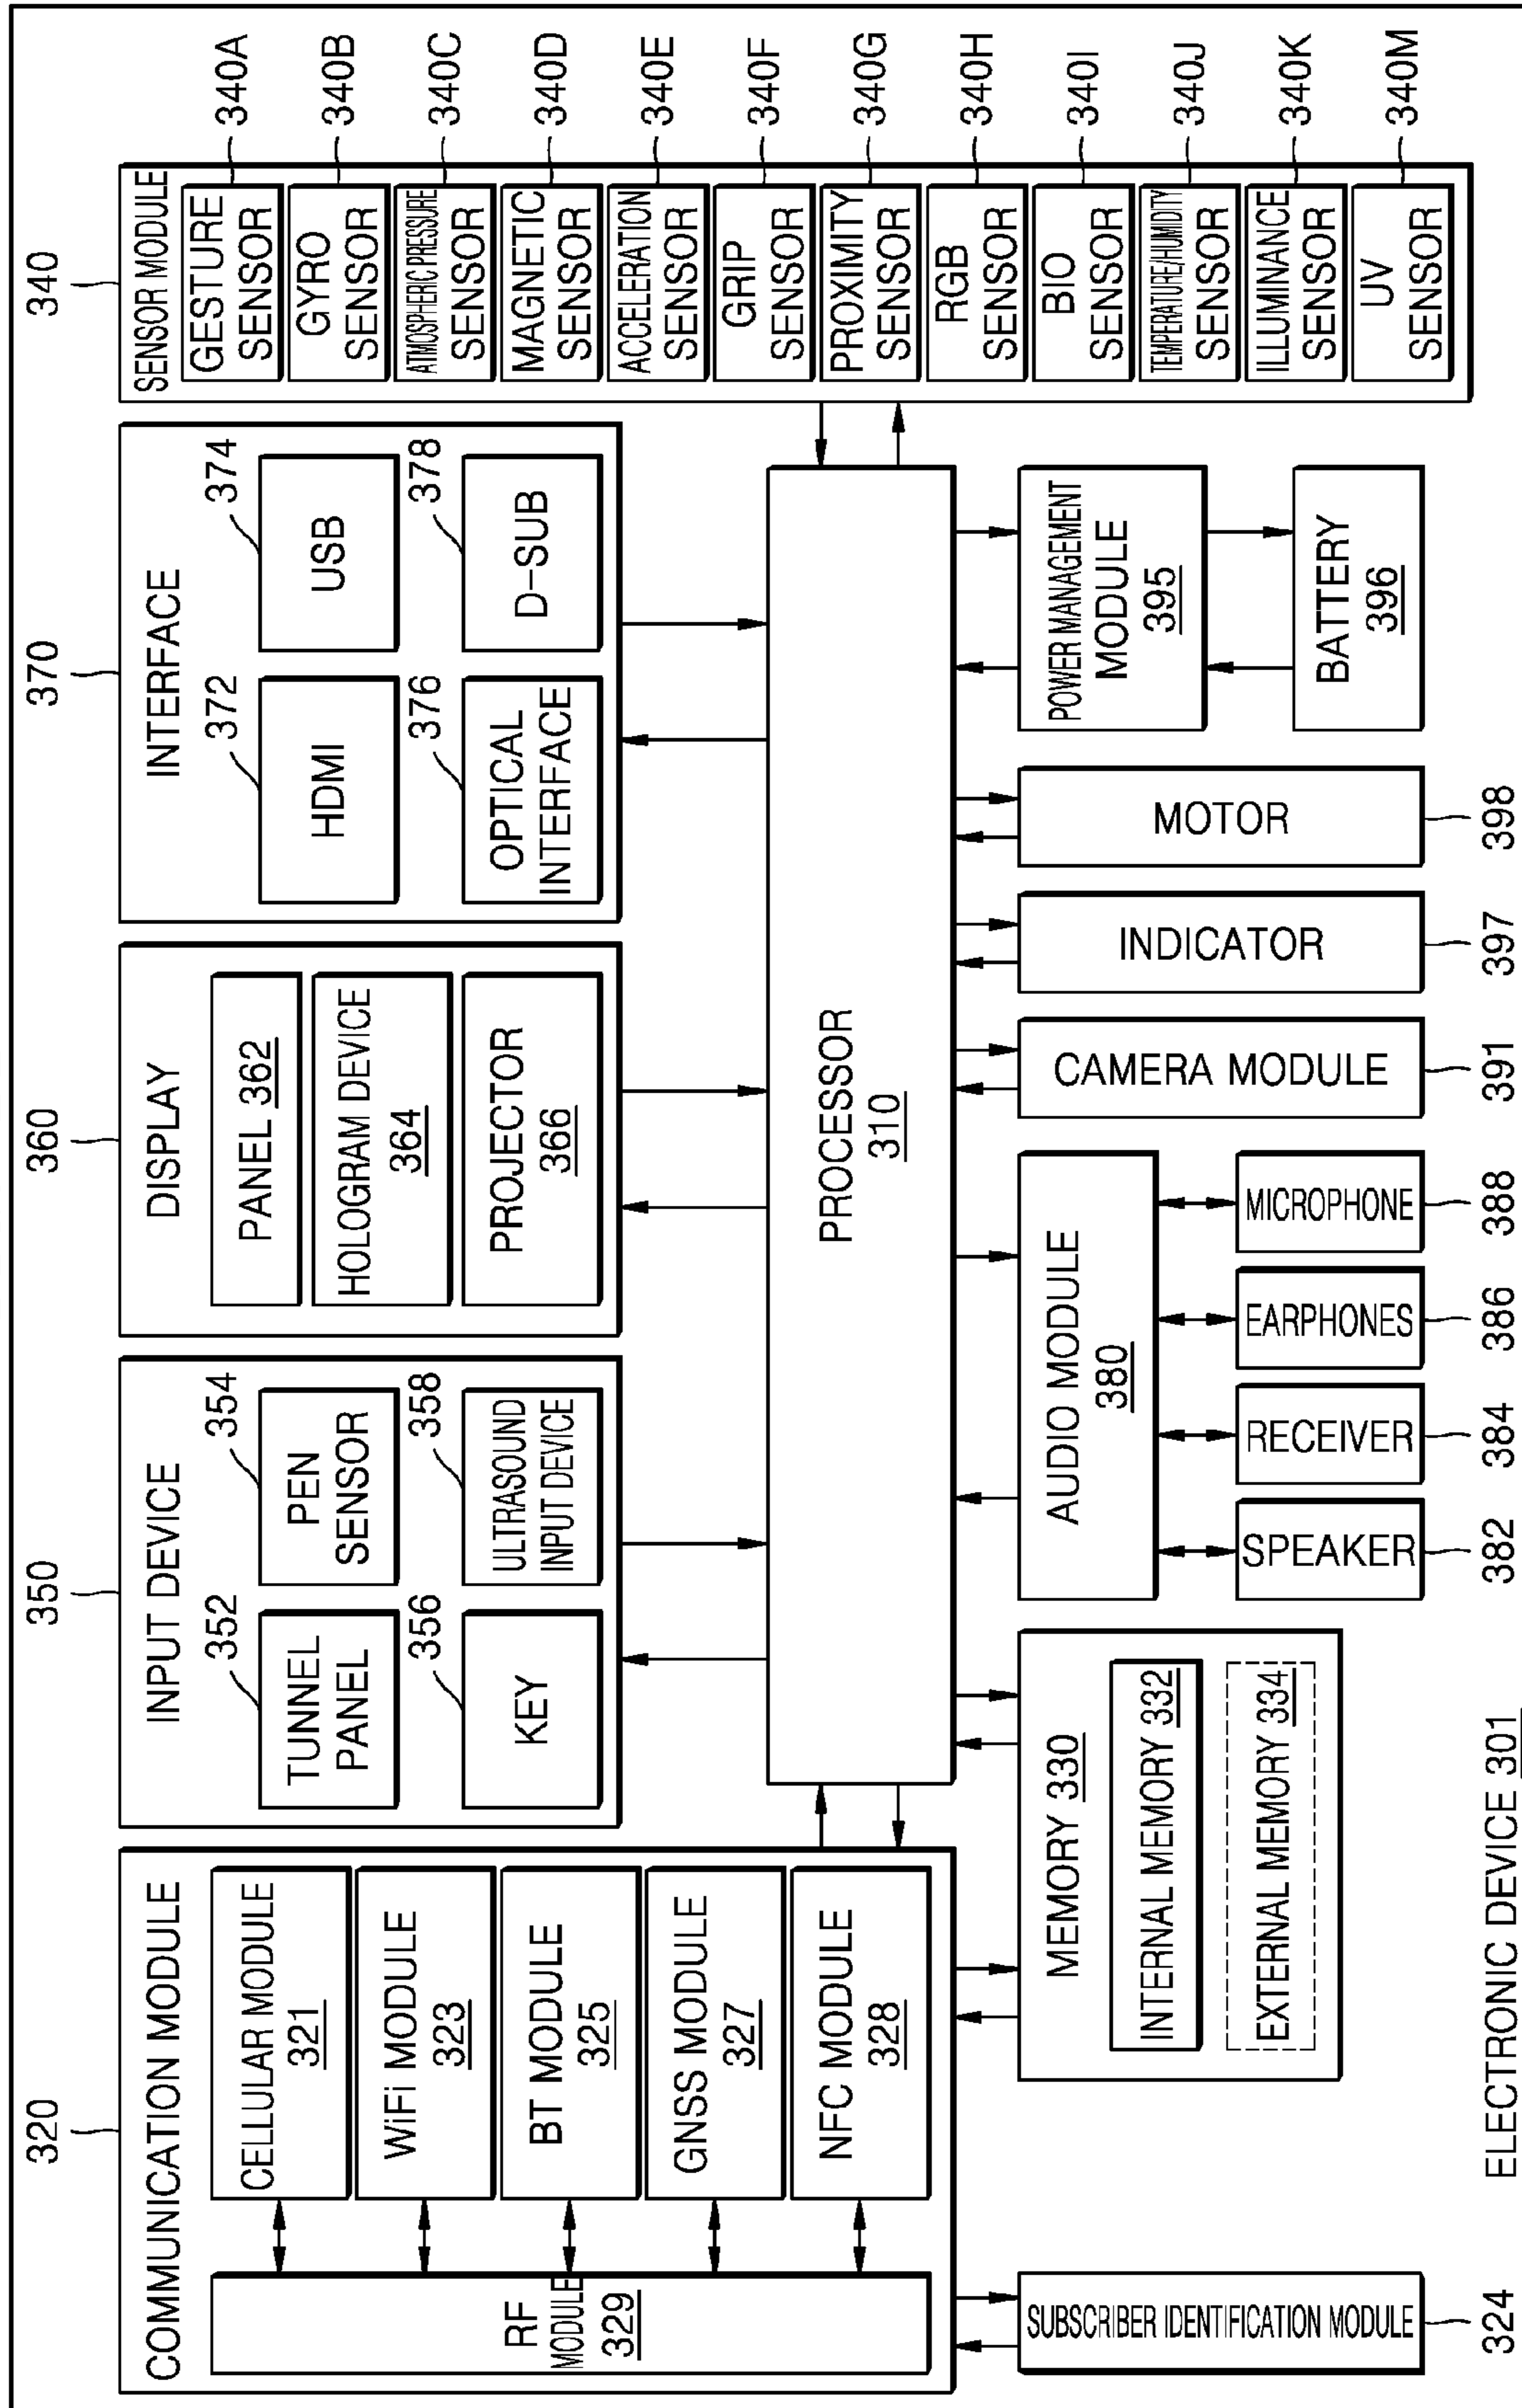 320
COMMUNICATION MODULE
RF
MODULE
329
CELLULAR MODULE
321
WiFi MODULE
323
BT MODULE
325
GNSS MODULE
327
NFC MODULE
328
350
INPUT DEVICE
352
TUNNEL
PANEL
354
PEN
SENSOR
356
KEY
358
ULTRASOUND
INPUT DEVICE
360
DISPLAY
PANEL 362
HOLOGRAM DEVICE
364
PROJECTOR
366
370
INTERFACE
372
HDMI
374
USB
376
OPTICAL
INTERFACE
378
D-SUB
340
SENSOR MODULE
GESTURE
SENSOR
340A
GYRO
SENSOR
340B
ATMOSPHERIC PRESSURE
SENSOR
340C
MAGNETIC
SENSOR
340D
ACCELERATION
SENSOR
340E
GRIP
SENSOR
340F
PROXIMITY
SENSOR
340G
RGB
SENSOR
340H
BIO
SENSOR
340I
TEMPERATURE/HUMIDITY
SENSOR
340J
ILLUMINANCE
SENSOR
340K
UV
SENSOR
340M
PROCESSOR
310
SUBSCRIBER IDENTIFICATION MODULE
324
MEMORY 330
INTERNAL MEMORY 332
EXTERNAL MEMORY 334
AUDIO MODULE
380
SPEAKER
382
RECEIVER
384
EARPHONES
386
MICROPHONE
388
CAMERA MODULE
391
INDICATOR
397
MOTOR
398
POWER MANAGEMENT
MODULE
395
BATTERY
396
ELECTRONIC DEVICE 301